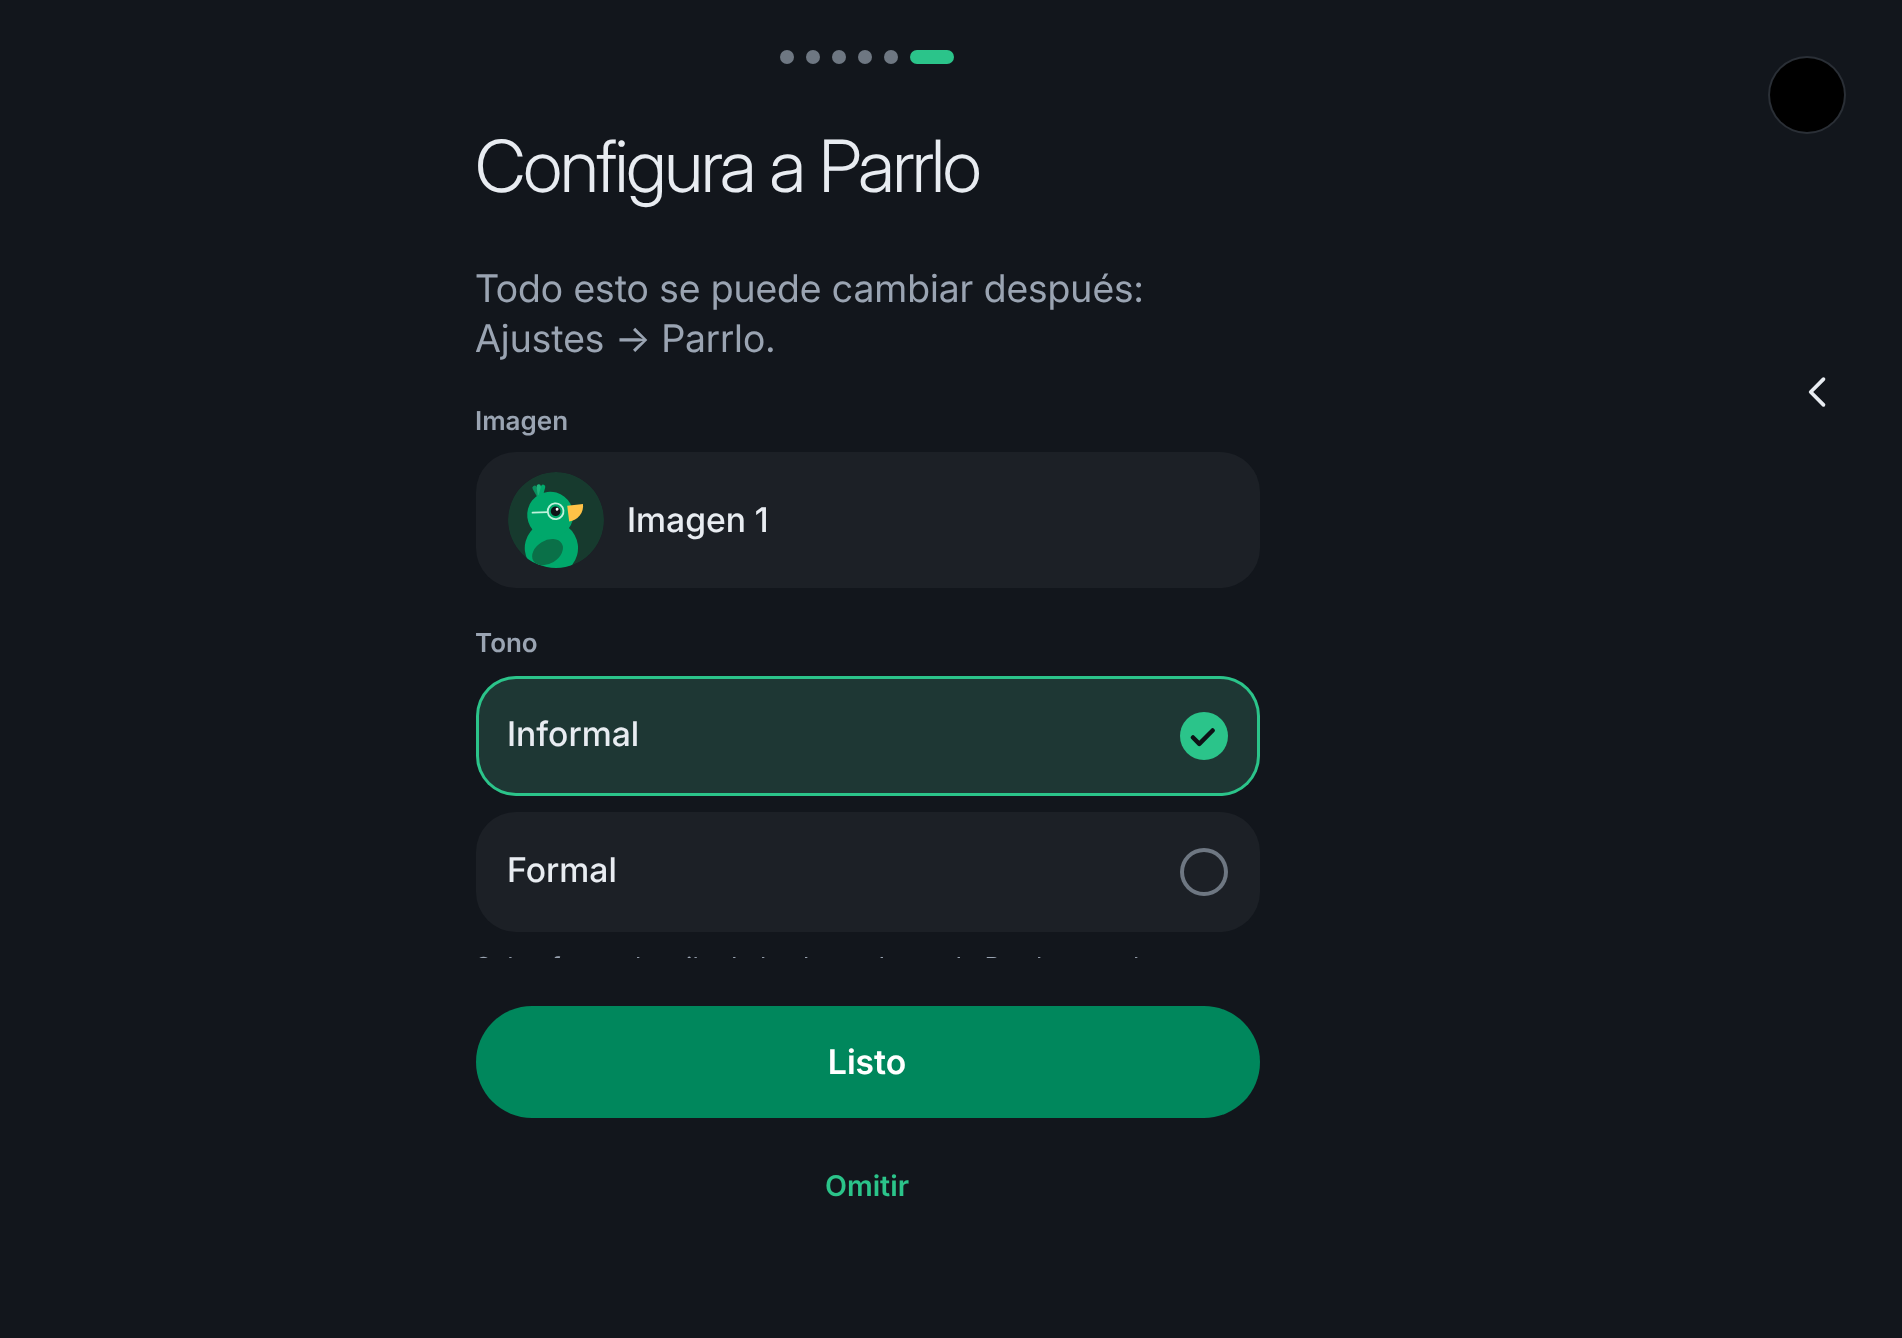 Configura a Parrlo
Todo esto se puede cambiar después:
Ajustes → Parrlo.
Imagen
Imagen 1
Tono
Informal
Formal
Listo
Omitir